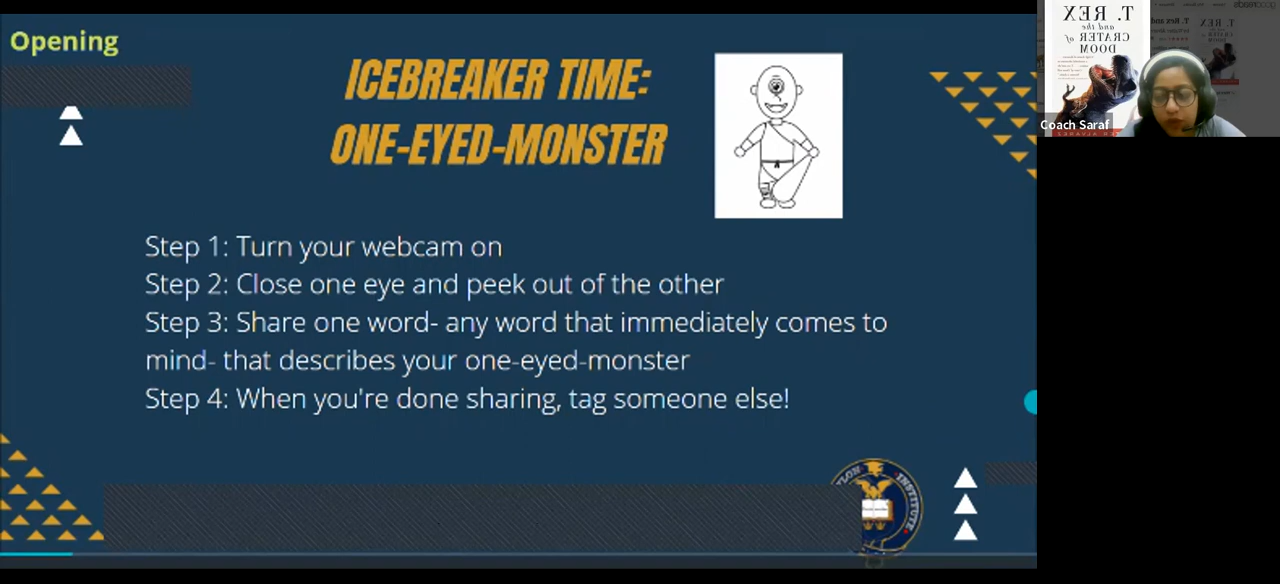 Opening
ICEBREAKER TIME:
ONE-EYED-MONSTER
Step 1: Turn your webcam on
Step 2: Close one eye and peek out of the other
Step 3: Share one word- any word that immediately comes to
mind- that describes your one-eyed-monster
Step 4: When you're done sharing, tag someone else!
INSTITUTE
T. REX
and the
CRATER of
DOOM
Coach Saraf